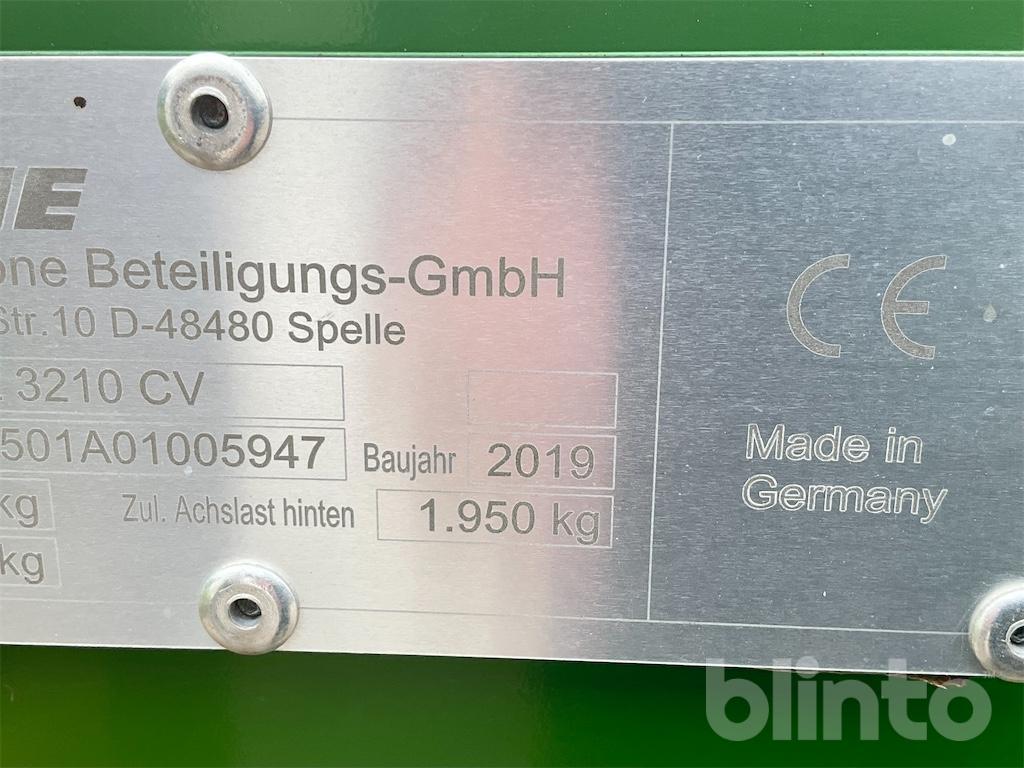 NE
one Beteiligungs-GmbH
Str.10 D-48480 Spelle
3210 CV
501A01005947 Baujahr 2019
kg Zul. Achslast hinten 1.950 kg
kg
CE
Made in
Germany
blinto